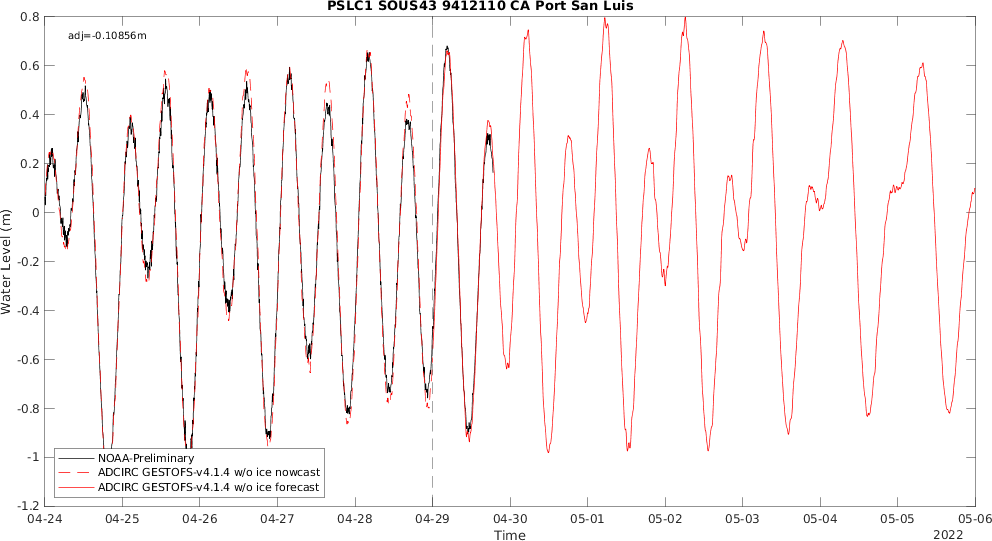 PSLC1 SOUS43 9412110 CA Port San Luis
adj=-0.10856m
0.8
0.6
0.4
0.2
0
-0.2
-0.4
-0.6
-0.8
-1
-1.2
Water Level (m)
NOAA-Preliminary
ADCIRC GESTOFS-v4.1.4 w/o ice nowcast
ADCIRC GESTOFS-v4.1.4 w/o ice forecast
04-24 04-25 04-26 04-27 04-28 04-29 04-30 05-01 05-02 05-03 05-04 05-05 05-06
Time
2022